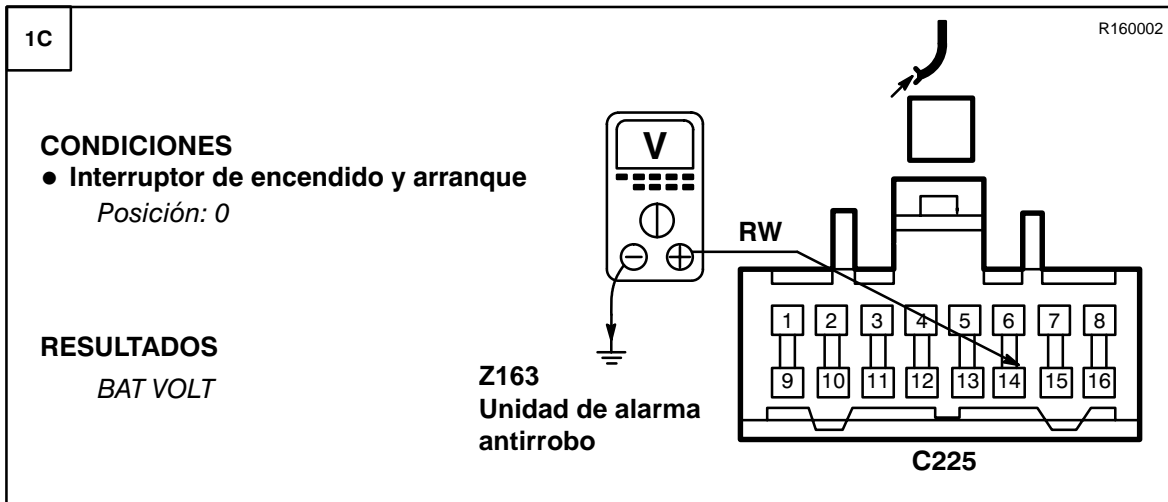 1C
R160002
CONDICIONES
● Interruptor de encendido y arranque
Posición: 0
V
RW
RESULTADOS
BAT VOLT
Z163
Unidad de alarma
antirrobo
1 2 3 4 5 6 7 8
9 10 11 12 13 14 15 16
C225